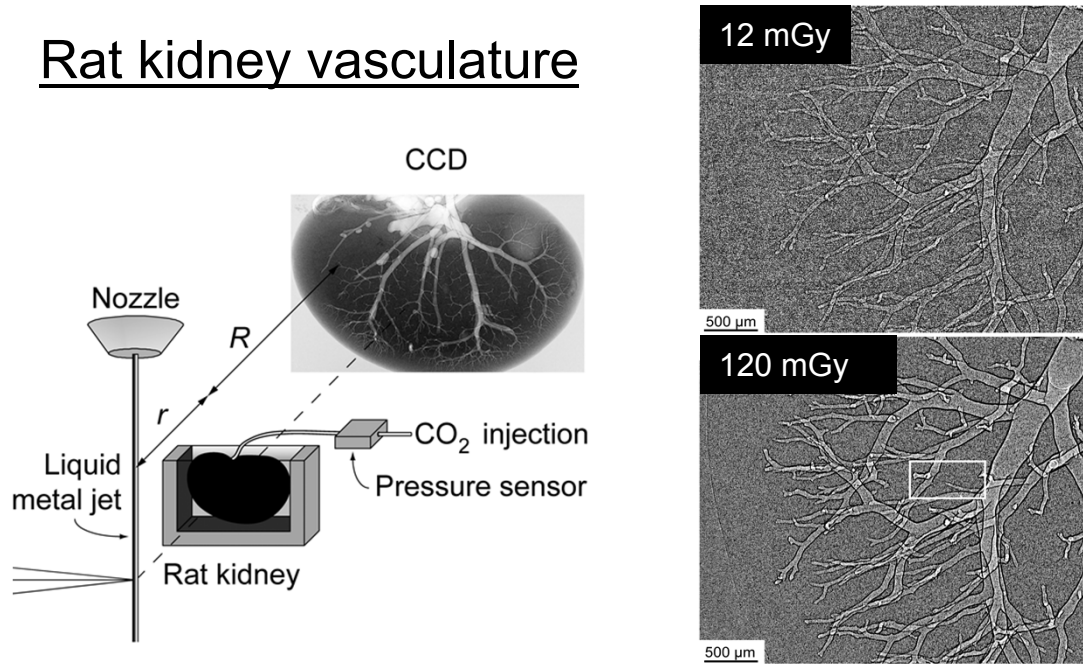 Rat kidney vasculature
CCD
Nozzle
R
r
CO₂ injection
Pressure sensor
Liquid
metal jet
Rat kidney
12 mGy
500 µm
120 mGy
500 µm